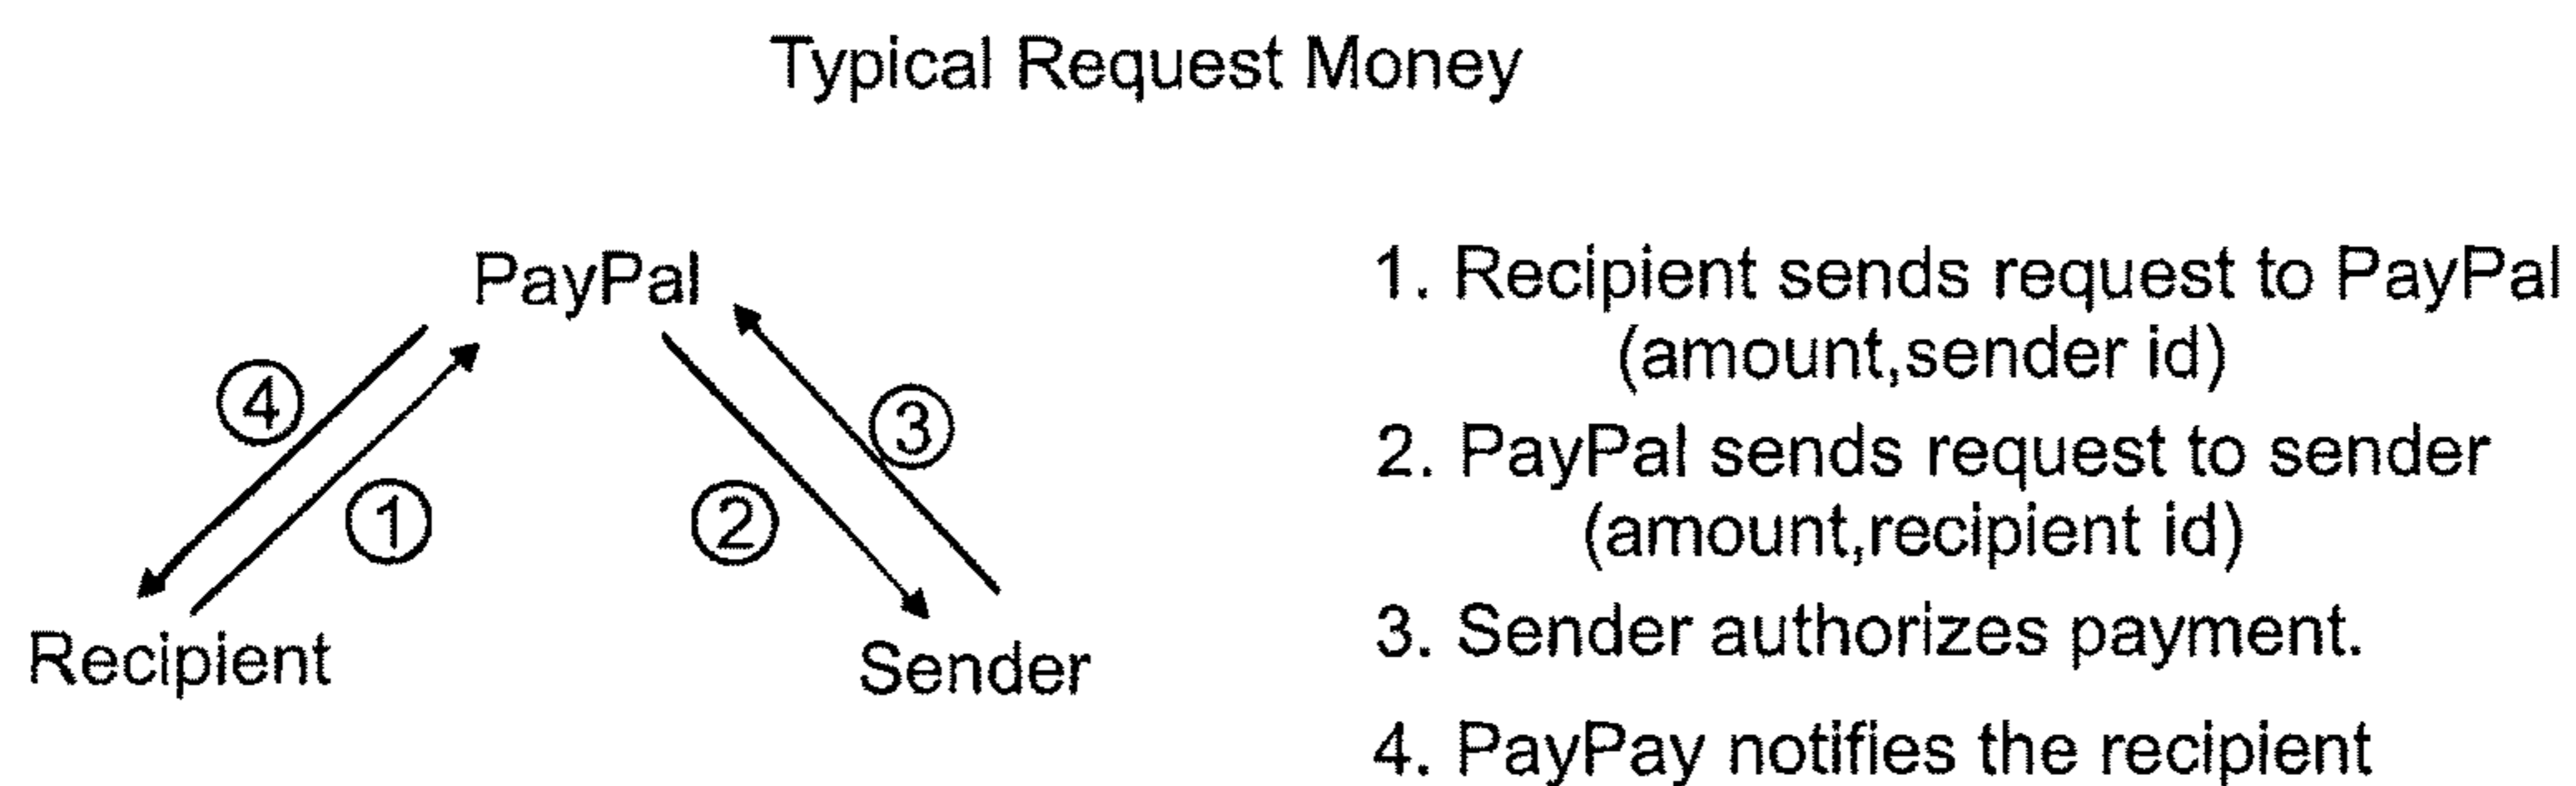 Typical Request Money
PayPal
④
③
①
②
Recipient
Sender
1. Recipient sends request to PayPal
(amount,sender id)
2. PayPal sends request to sender
(amount,recipient id)
3. Sender authorizes payment.
4. PayPay notifies the recipient